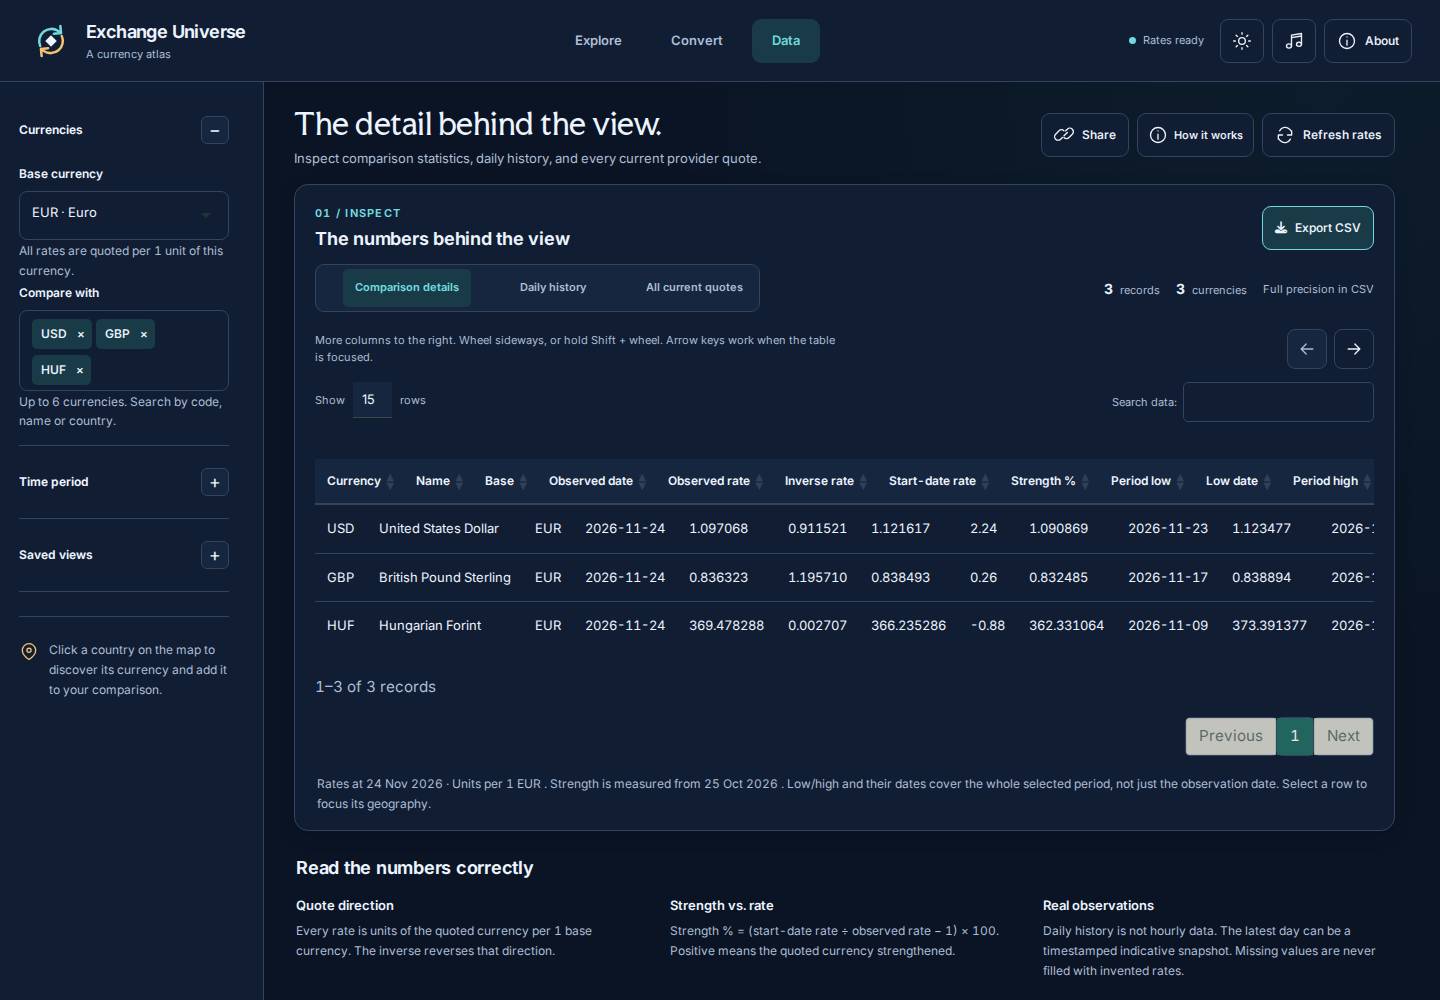 Exchange Universe
A currency atlas
Explore
Convert
Data
Rates ready
About
Currencies
−
Base currency
EUR · Euro
All rates are quoted per 1 unit of this
currency.
Compare with
USD × GBP ×
HUF ×
Up to 6 currencies. Search by code,
name or country.
Time period
+
Saved views
+
Click a country on the map to
discover its currency and add it
to your comparison.
The detail behind the view.
Inspect comparison statistics, daily history, and every current provider quote.
Share
How it works
Refresh rates
01 / INSPECT
The numbers behind the view
Export CSV
Comparison details
Daily history
All current quotes
3 records 3 currencies Full precision in CSV
More columns to the right. Wheel sideways, or hold Shift + wheel. Arrow keys work when the table
is focused.
← →
Show 15 rows
Search data:
Currency Name Base Observed date Observed rate Inverse rate Start-date rate Strength % Period low Low date Period high
USD United States Dollar EUR 2026-11-24 1.097068 0.911521 1.121617 2.24 1.090869 2026-11-23 1.123477 2026-1
GBP British Pound Sterling EUR 2026-11-24 0.836323 1.195710 0.838493 0.26 0.832485 2026-11-17 0.838894 2026-1
HUF Hungarian Forint EUR 2026-11-24 369.478288 0.002707 366.235286 -0.88 362.331064 2026-11-09 373.391377 2026-1
1–3 of 3 records
Previous 1 Next
Rates at 24 Nov 2026 · Units per 1 EUR . Strength is measured from 25 Oct 2026 . Low/high and their dates cover the whole selected period, not just the observation date. Select a row to
focus its geography.
Read the numbers correctly
Quote direction
Every rate is units of the quoted currency per 1 base
currency. The inverse reverses that direction.
Strength vs. rate
Strength % = (start-date rate ÷ observed rate − 1) × 100.
Positive means the quoted currency strengthened.
Real observations
Daily history is not hourly data. The latest day can be a
timestamped indicative snapshot. Missing values are never
filled with invented rates.